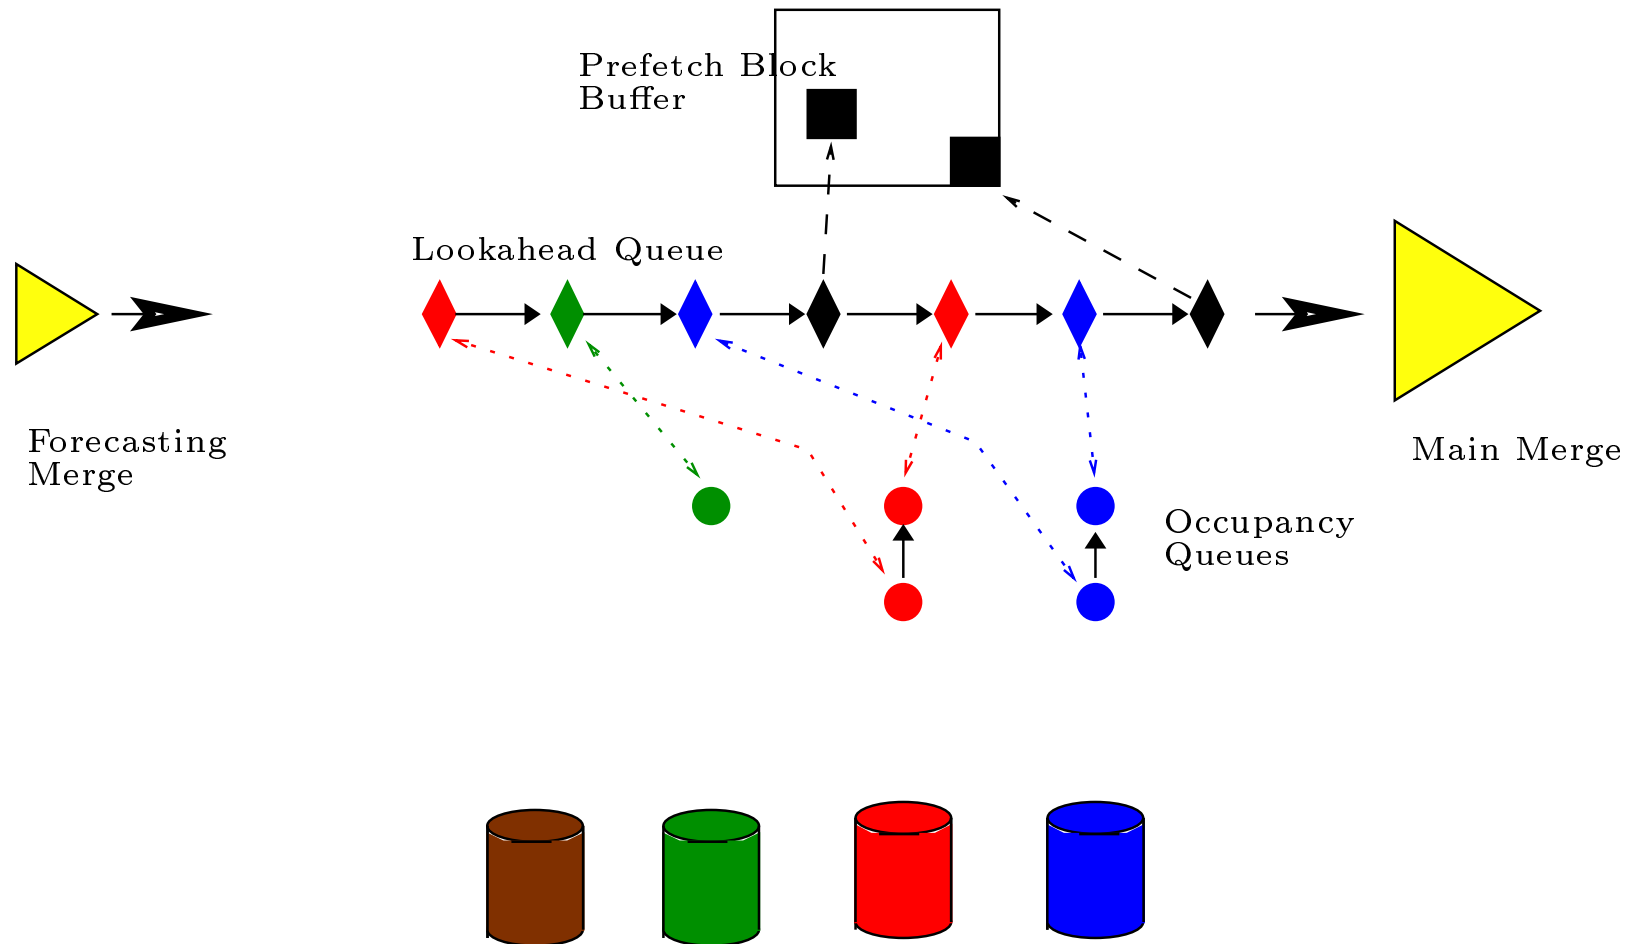 Prefetch Block
Buffer
Lookahead Queue
Forecasting
Merge
Main Merge
Occupancy
Queues